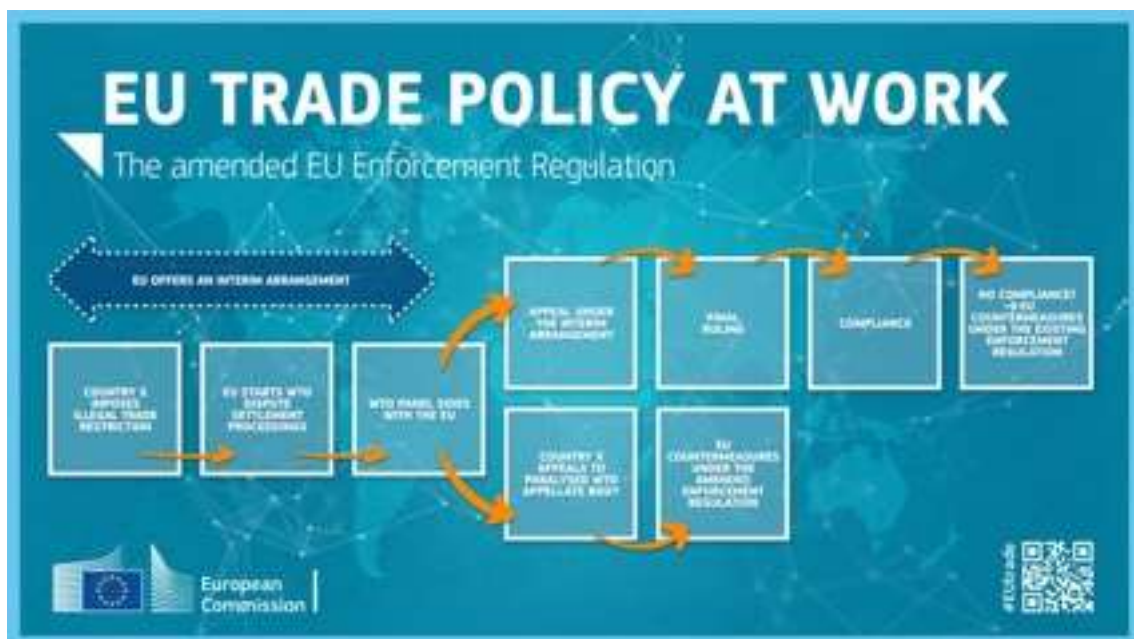 EU TRADE POLICY AT WORK
The amended EU Enforcement Regulation
EU OFFERS AN INTERIM ARRANGEMENT
COUNTRY X
IMPOSES
ILLEGAL TRADE
RESTRICTION
EU STARTS WTO
DISPUTE
SETTLEMENT
PROCEEDINGS
WTO PANEL SIDES
WITH THE EU
APPEAL UNDER
THE INTERIM
ARRANGEMENT
FINAL
RULING
COMPLIANCE
NO COMPLIANCE?
→ EU
COUNTERMEASURES
UNDER THE EXISTING
ENFORCEMENT
REGULATION
COUNTRY X
APPEALS TO
PARALYSED WTO
APPELLATE BODY
EU
COUNTERMEASURES
UNDER THE
AMENDED
ENFORCEMENT
REGULATION
European
Commission
#EUtrade